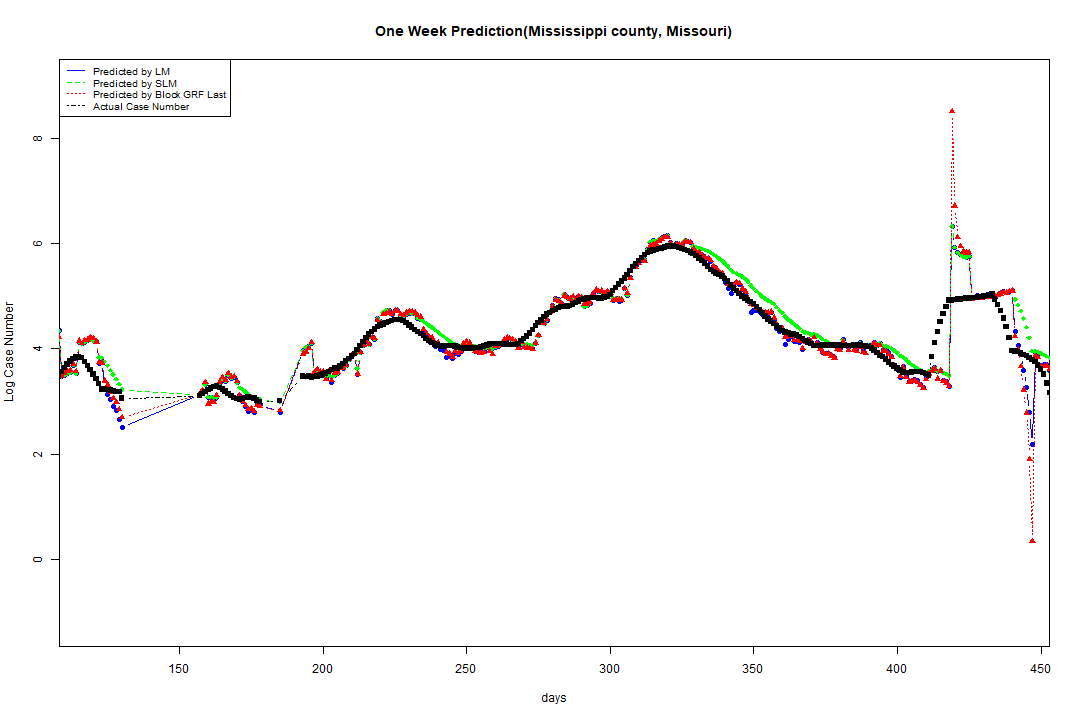 One Week Prediction(Mississippi county, Missouri)
Predicted by LM
Predicted by SLM
Predicted by Block GRF Last
Actual Case Number
8
6
4
2
0
Log Case Number
150 200 250 300 350 400 450
days